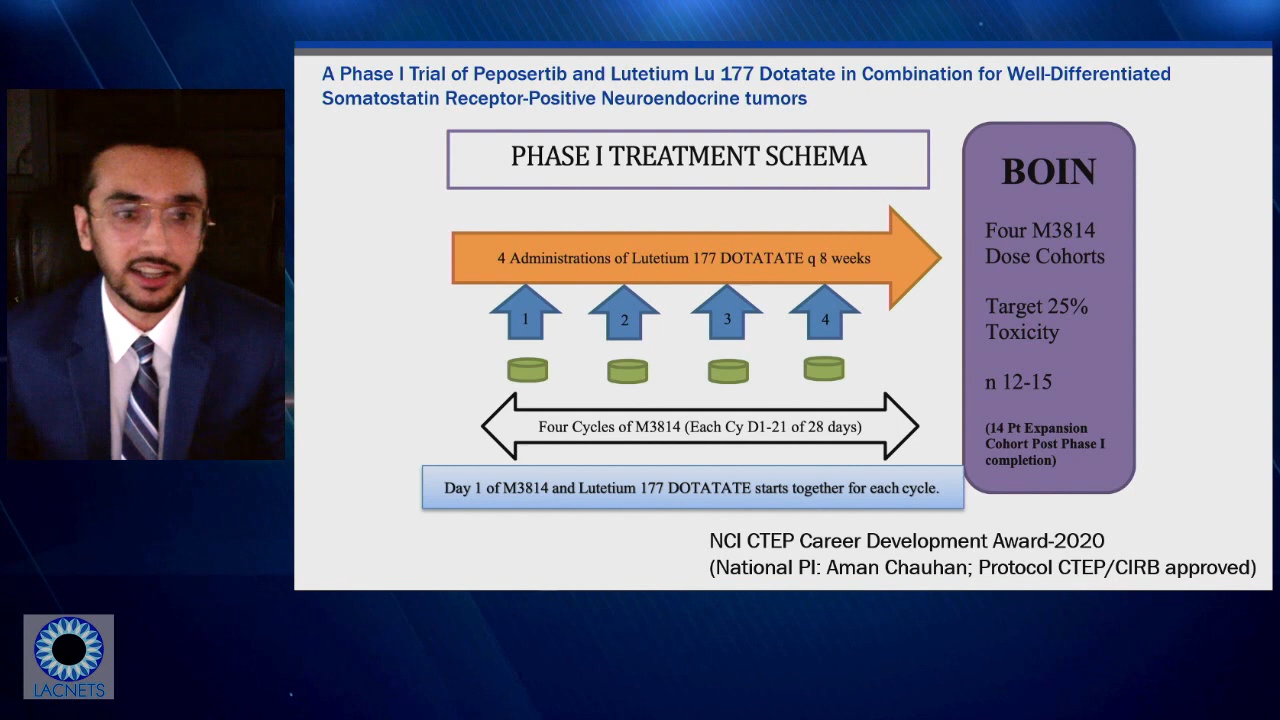 A Phase I Trial of Peposertib and Lutetium Lu 177 Dotatate in Combination for Well-Differentiated
Somatostatin Receptor-Positive Neuroendocrine tumors
PHASE I TREATMENT SCHEMA
4 Administrations of Lutetium 177 DOTATATE q 8 weeks
1
2
3
4
Four Cycles of M3814 (Each Cy D1-21 of 28 days)
Day 1 of M3814 and Lutetium 177 DOTATATE starts together for each cycle.
BOIN
Four M3814
Dose Cohorts
Target 25%
Toxicity
n 12-15
(14 Pt Expansion
Cohort Post Phase I
completion)
NCI CTEP Career Development Award-2020
(National PI: Aman Chauhan; Protocol CTEP/CIRB approved)
LACNETS